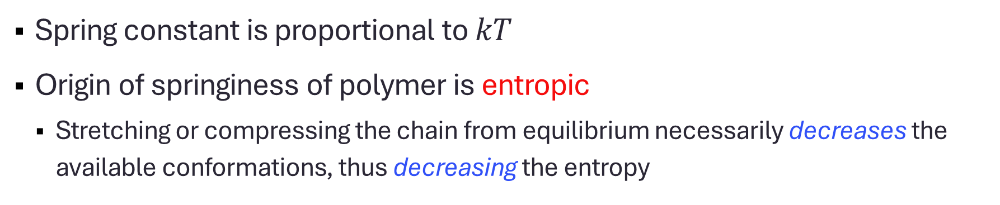 ▪ Spring constant is proportional to kT
▪ Origin of springiness of polymer is entropic
▪ Stretching or compressing the chain from equilibrium necessarily decreases the
available conformations, thus decreasing the entropy